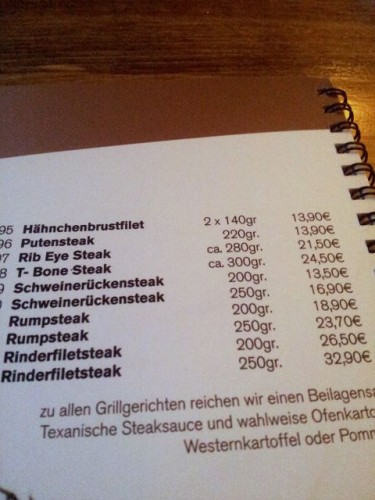 95 Hähnchenbrustfilet 2 x 140gr 13,90€
96 Putensteak 220gr. 13,90€
97 Rib Eye Steak ca. 280gr. 21,50€
8 T- Bone Steak ca. 300gr. 24,50€
9 Schweinerückensteak 200gr. 13,50€
Schweinerückensteak 250gr. 16,90€
Rumpsteak 200gr. 18,90€
Rumpsteak 250gr. 23,70€
Rinderfiletsteak 200gr. 26,50€
Rinderfiletsteak 250gr. 32,90€
zu allen Grillgerichten reichen wir einen Beilagensa
Texanische Steaksauce und wahlweise Ofenkarto
Westernkartoffel oder Pomm